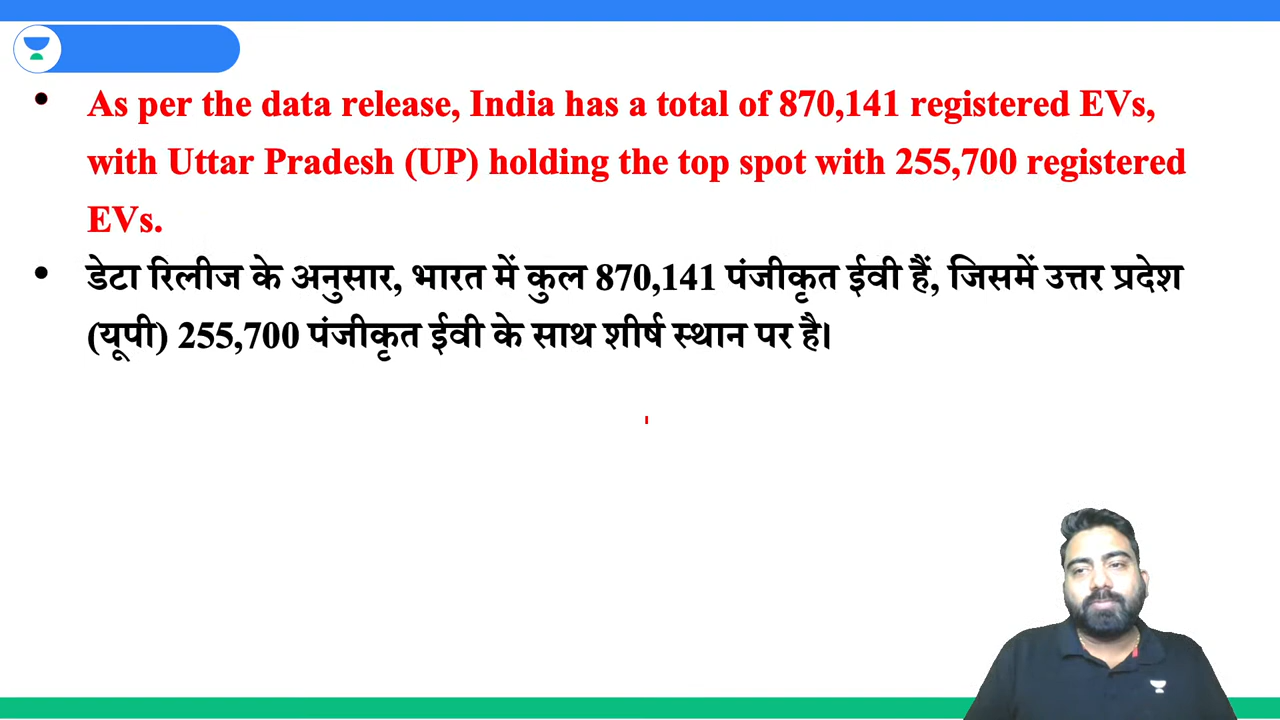 As per the data release, India has a total of 870,141 registered EVs,
with Uttar Pradesh (UP) holding the top spot with 255,700 registered
EVs.
डेटा रिलीज के अनुसार, भारत में कुल 870,141 पंजीकृत ईवी हैं, जिसमें उत्तर प्रदेश
(यूपी) 255,700 पंजीकृत ईवी के साथ शीर्ष स्थान पर है।